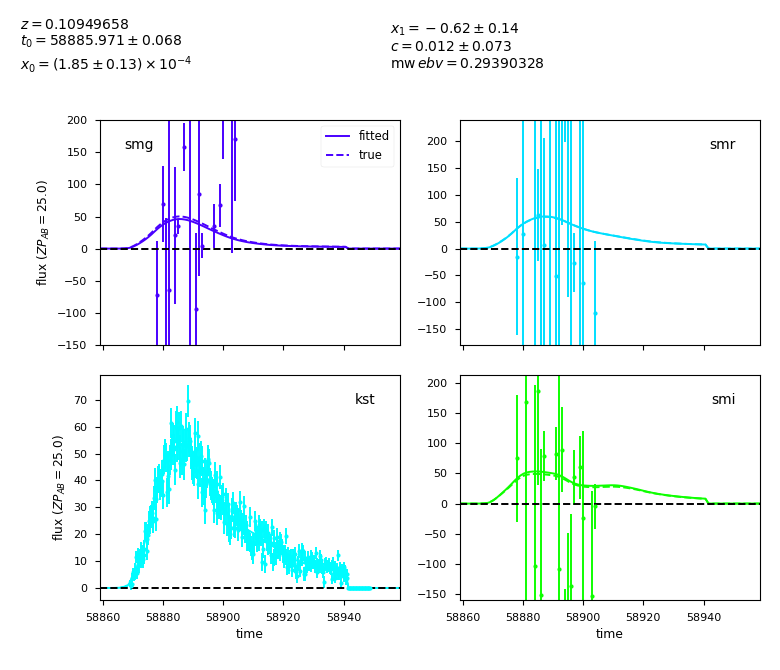 z = 0.10949658
t₀ = 58885.971 ± 0.068
x₀ = (1.85 ± 0.13) × 10⁻⁴
x₁ = −0.62 ± 0.14
c = 0.012 ± 0.073
mw ebv = 0.29390328
200
150
100
50
0
−50
−100
−150
flux (ZP_AB = 25.0)
smg
fitted
true
200
150
100
50
0
−50
−100
−150
smr
70
60
50
40
30
20
10
0
flux (ZP_AB = 25.0)
kst
58860
58880
58900
58920
58940
time
200
150
100
50
0
−50
−100
−150
smi
58860
58880
58900
58920
58940
time